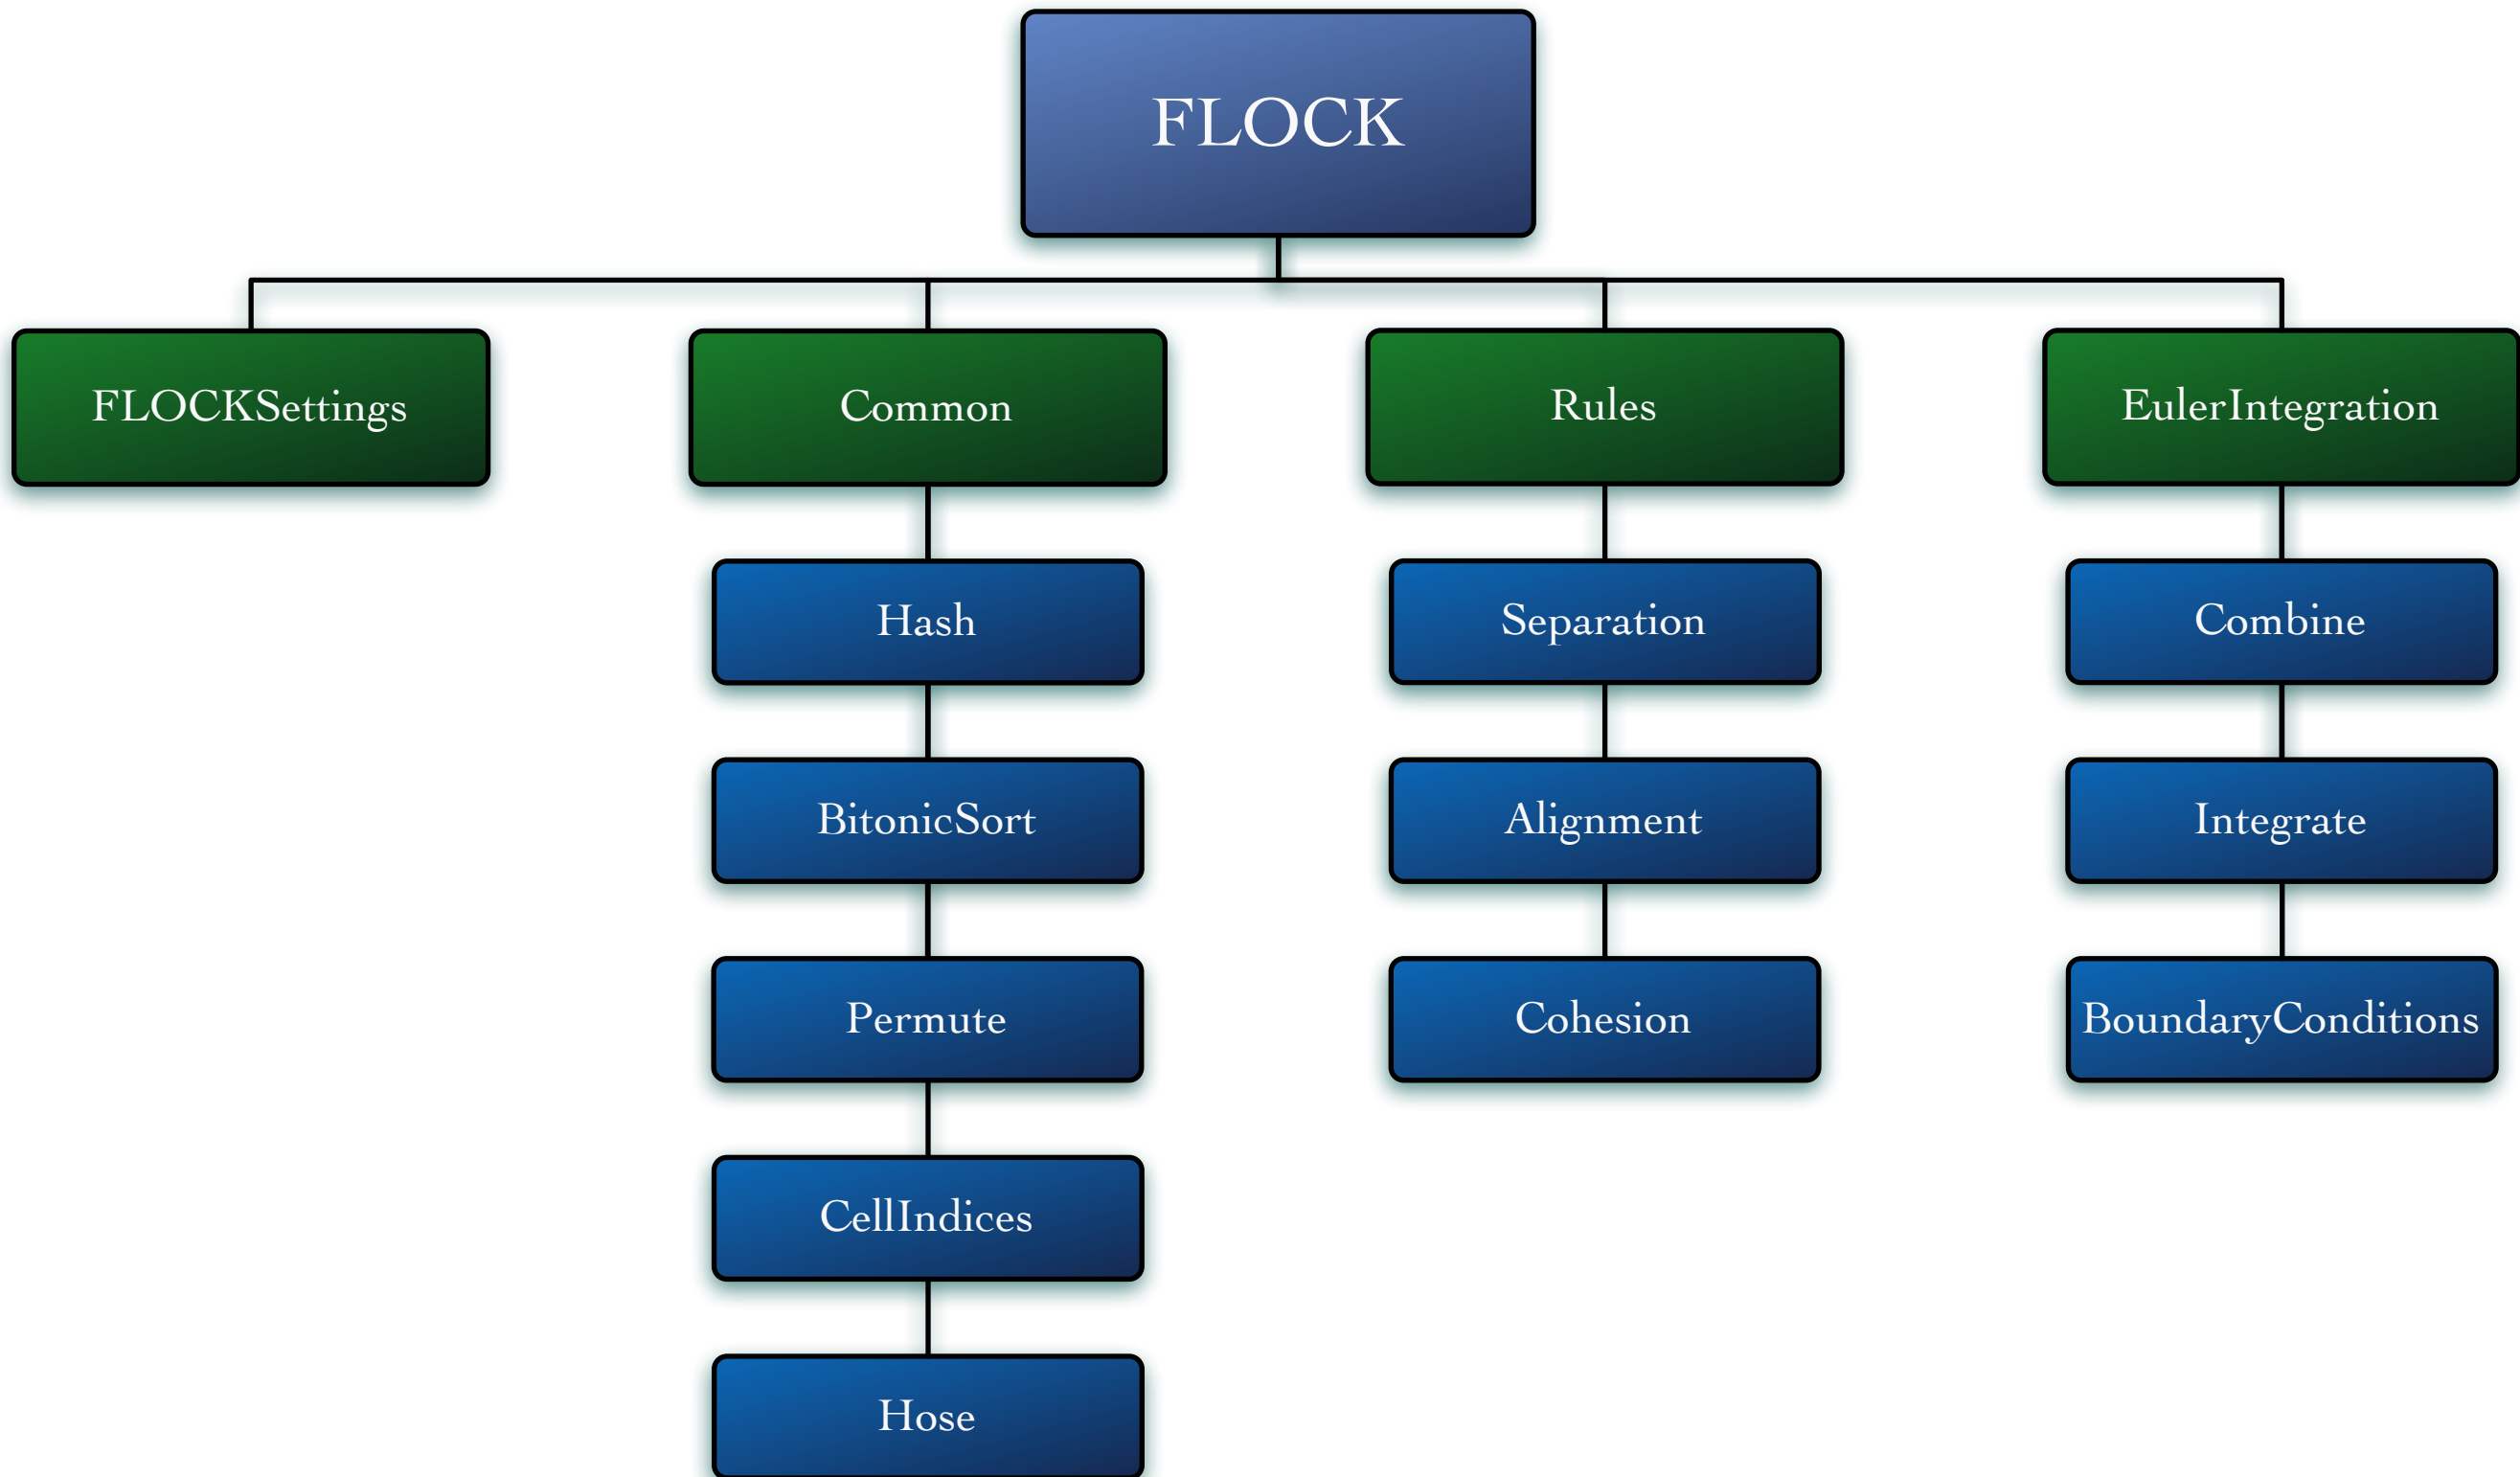 FLOCK
FLOCKSettings
Common
Rules
EulerIntegration
Hash
Separation
Combine
BitonicSort
Alignment
Integrate
Permute
Cohesion
BoundaryConditions
CellIndices
Hose